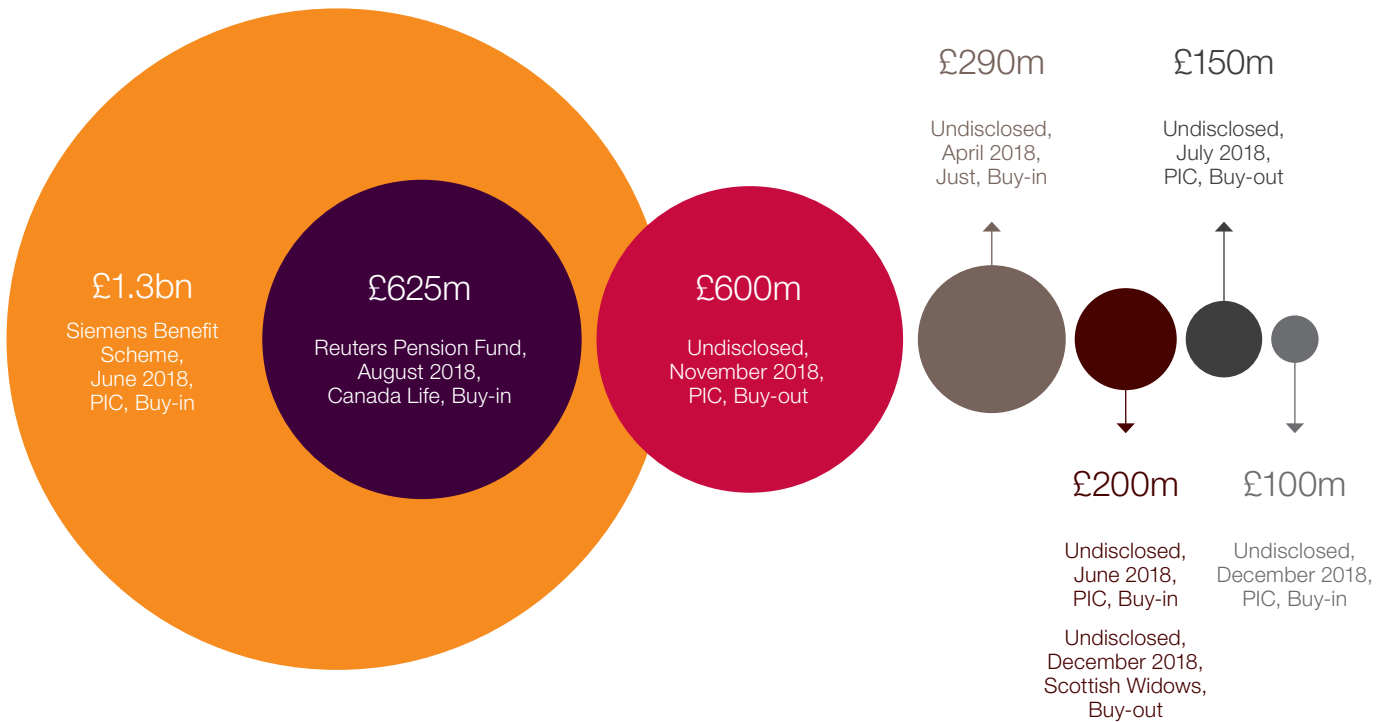 £1.3bn
Siemens Benefit
Scheme,
June 2018,
PIC, Buy-in
£625m
Reuters Pension Fund,
August 2018,
Canada Life, Buy-in
£600m
Undisclosed,
November 2018,
PIC, Buy-out
£290m
Undisclosed,
April 2018,
Just, Buy-in
£200m
Undisclosed,
June 2018,
PIC, Buy-in
Undisclosed,
December 2018,
Scottish Widows,
Buy-out
£150m
Undisclosed,
July 2018,
PIC, Buy-out
£100m
Undisclosed,
December 2018,
PIC, Buy-in